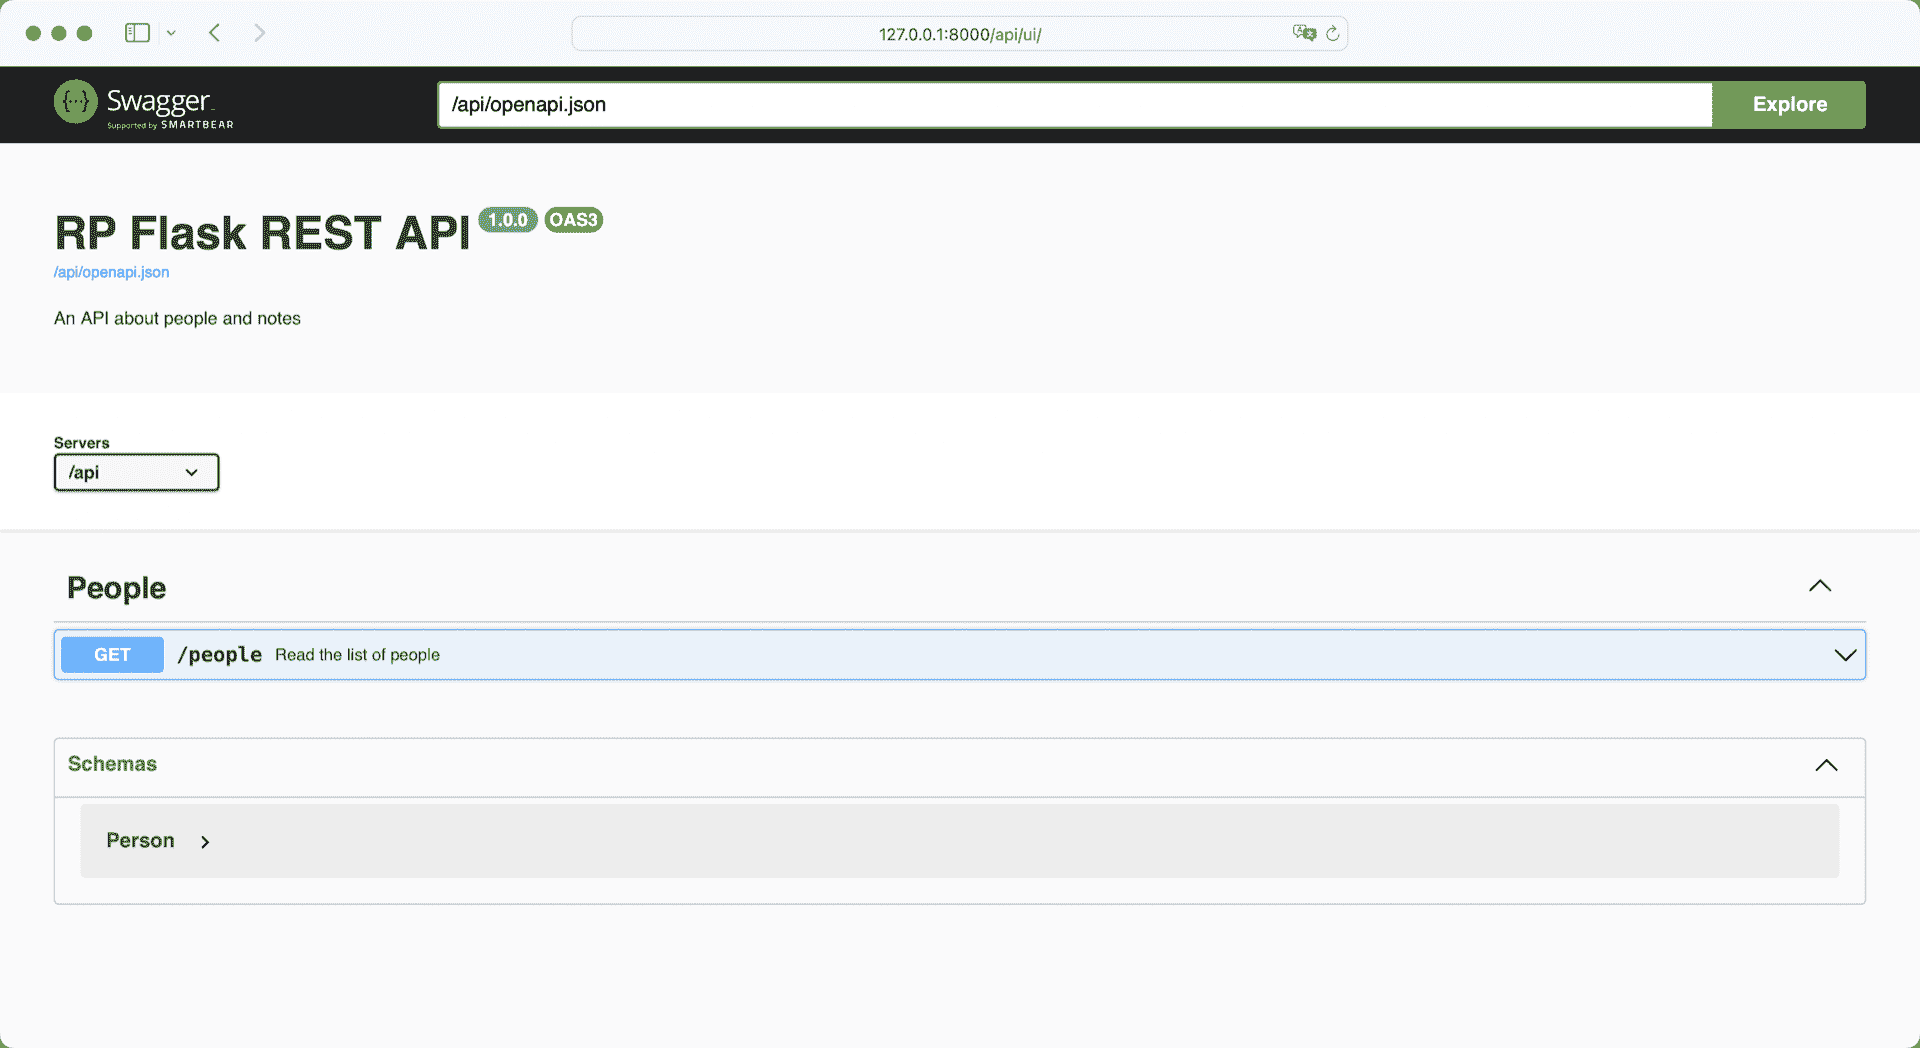 127.0.0.1:8000/api/ui/
Swagger
Supported by SMARTBEAR
/api/openapi.json
Explore
RP Flask REST API 1.0.0 OAS3
/api/openapi.json
An API about people and notes
Servers
/api
People
GET /people Read the list of people
Schemas
Person